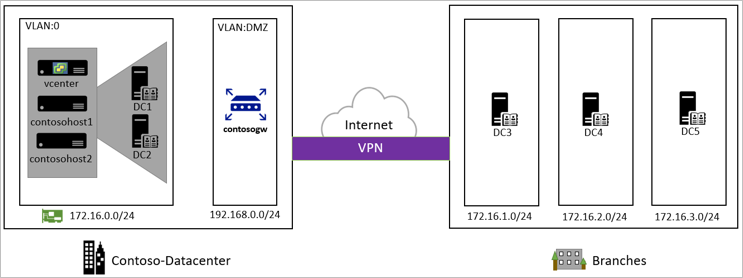 VLAN:0
VLAN:DMZ
vcenter
contosohost1
contosohost2
DC1
DC2
contosogw
172.16.0.0/24
192.168.0.0/24
Contoso-Datacenter
Internet
VPN
DC3
DC4
DC5
172.16.1.0/24
172.16.2.0/24
172.16.3.0/24
Branches